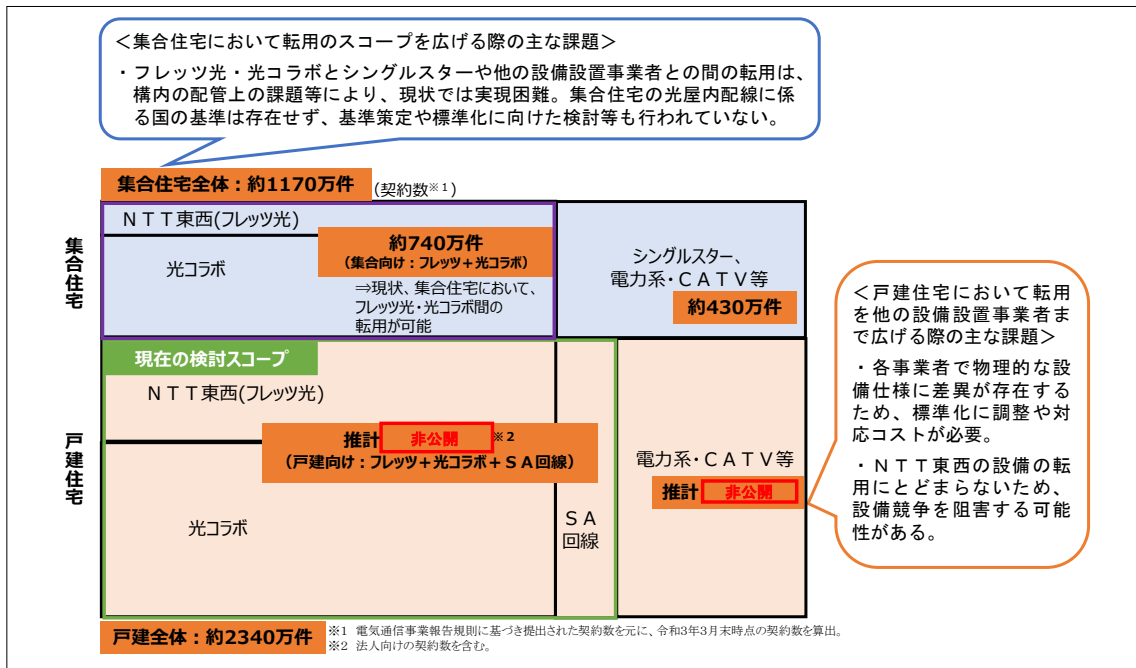 ＜集合住宅において転用のスコープを広げる際の主な課題＞
・フレッツ光・光コラボとシングルスターや他の設備設置事業者との間の転用は、
構内の配管上の課題等により、現状では実現困難。集合住宅の光屋内配線に係
る国の基準は存在せず、基準策定や標準化に向けた検討等も行われていない。
集合住宅全体：約1170万件
(契約数※1)
集合住宅
ＮＴＴ東西(フレッツ光)
光コラボ
約740万件
(集合向け：フレッツ＋光コラボ)
⇒現状、集合住宅において、
フレッツ光・光コラボ間の
転用が可能
シングルスター、
電力系・ＣＡＴＶ等
約430万件
現在の検討スコープ
戸建住宅
ＮＴＴ東西(フレッツ光)
推計 非公開 ※2
（戸建向け：フレッツ＋光コラボ＋ＳＡ回線）
光コラボ
ＳＡ
回線
電力系・ＣＡＴＶ等
推計 非公開
＜戸建住宅において転用
を他の設備設置事業者ま
で広げる際の主な課題＞
・各事業者で物理的な設
備仕様に差異が存在する
ため、標準化に調整や対
応コストが必要。
・ＮＴＴ東西の設備の転
用にとどまらないため、
設備競争を阻害する可能
性がある。
戸建全体：約2340万件
※1 電気通信事業報告規則に基づき提出された契約数を元に、令和3年3月末時点の契約数を算出。
※2 法人向けの契約数を含む。